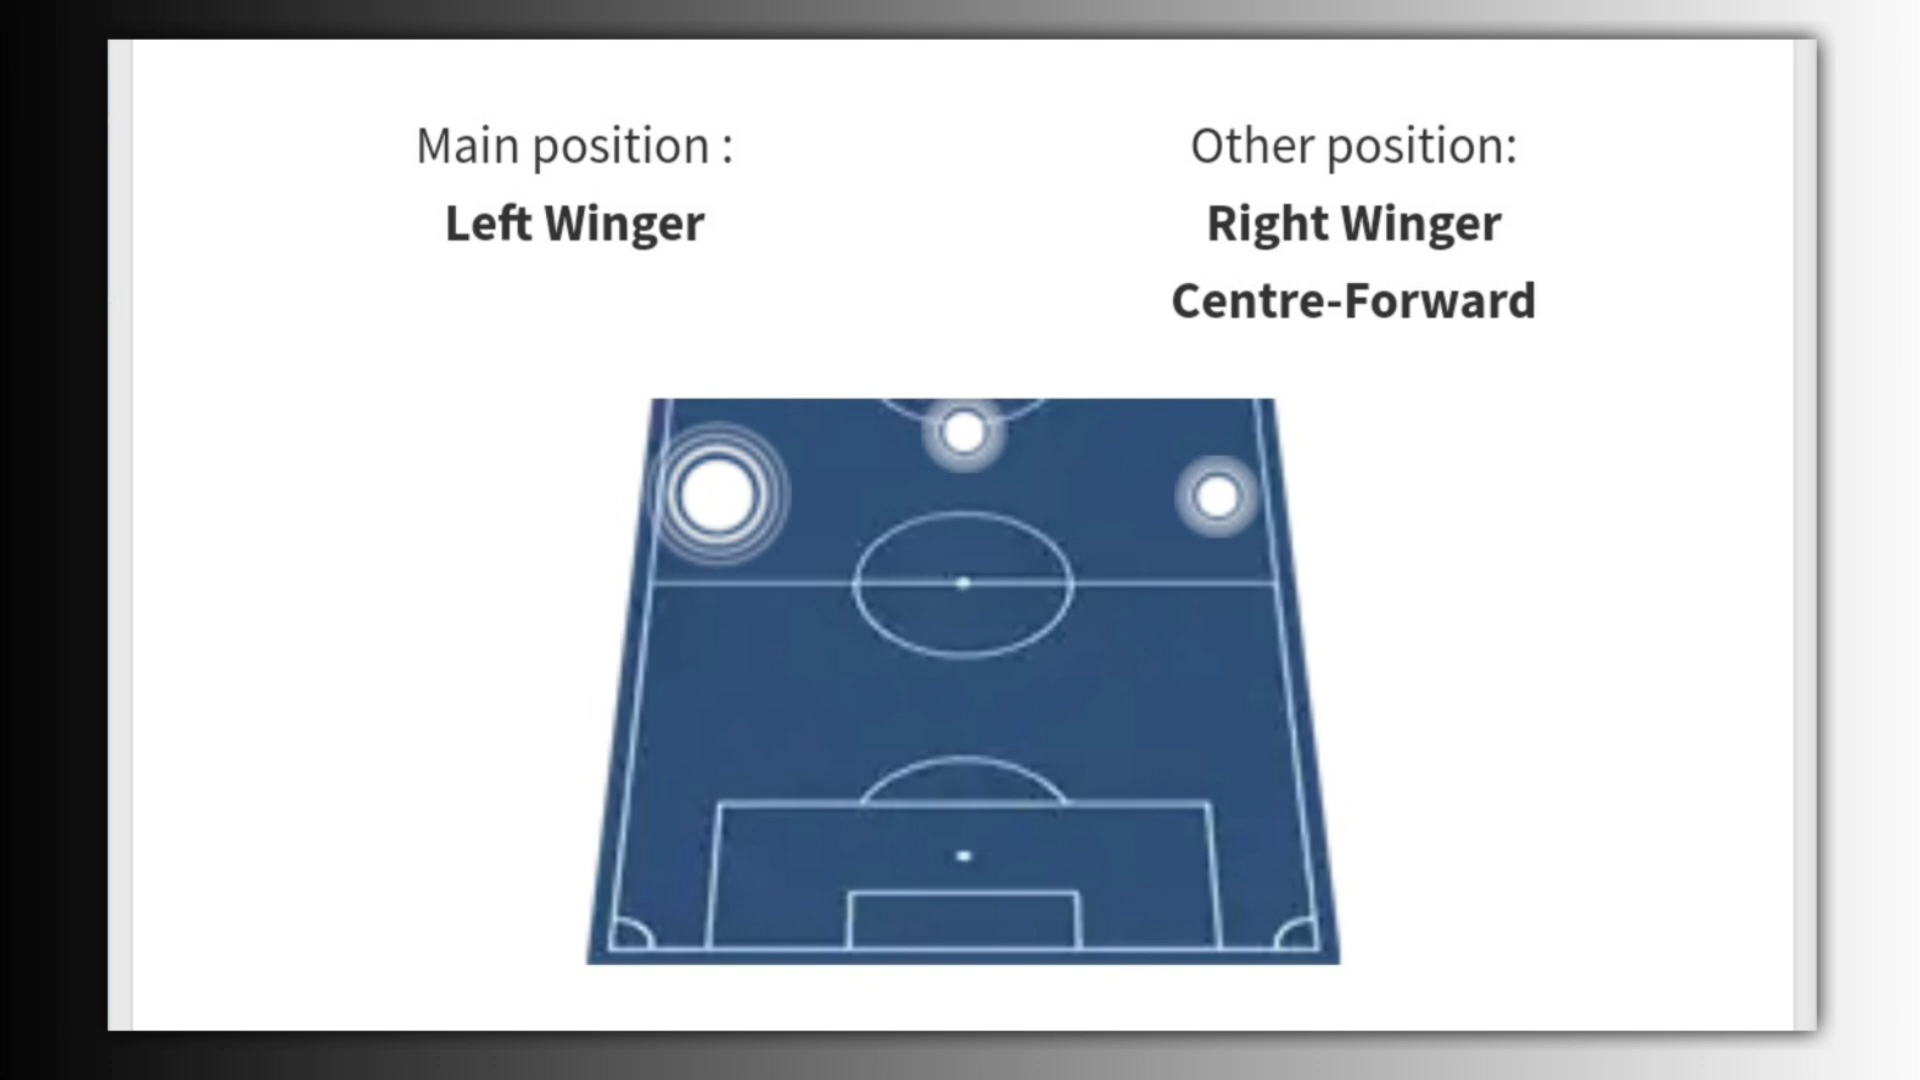 Main position :
Left Winger
Other position:
Right Winger
Centre-Forward